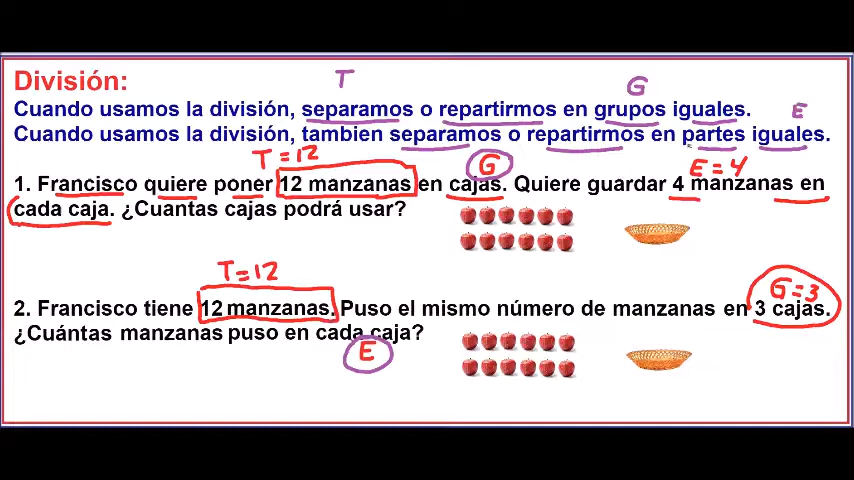 T
División:
G
Cuando usamos la división, separamos o repartirmos en grupos iguales.
E
Cuando usamos la división, tambien separamos o repartirmos en partes iguales.
T = 12
G
E = 4
1. Francisco quiere poner 12 manzanas en cajas. Quiere guardar 4 manzanas en
cada caja. ¿Cuantas cajas podrá usar?
T = 12
G = 3
2. Francisco tiene 12 manzanas. Puso el mismo número de manzanas en 3 cajas.
¿Cuántas manzanas puso en cada caja?
E